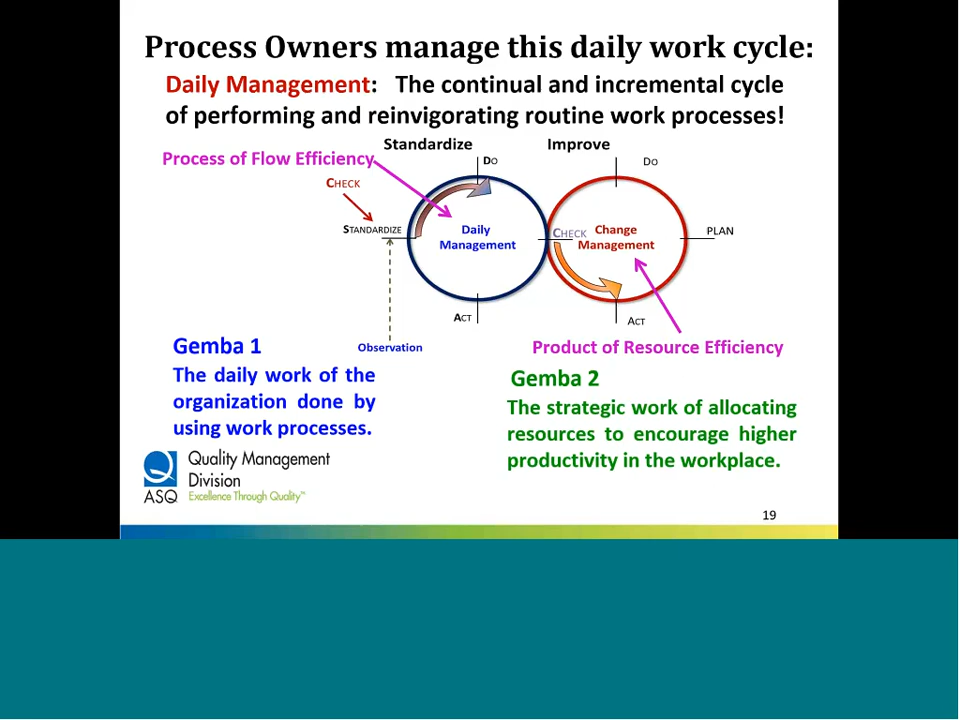 Process Owners manage this daily work cycle:
Daily Management: The continual and incremental cycle
of performing and reinvigorating routine work processes!
Standardize
Improve
Process of Flow Efficiency
DO
DO
CHECK
STANDARDIZE
Daily
Management
CHECK
Change
Management
PLAN
ACT
ACT
Observation
Product of Resource Efficiency
Gemba 1
The daily work of the
organization done by
using work processes.
Gemba 2
The strategic work of allocating
resources to encourage higher
productivity in the workplace.
ASQ
Quality Management
Division
Excellence Through Quality™
19